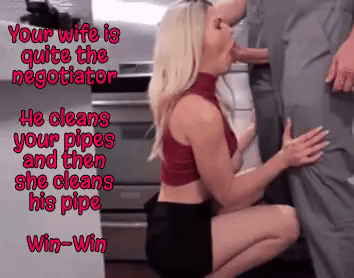 Your wife is
quite the
negotiator
He cleans
your pipes
and then
she cleans
his pipe
Win-Win